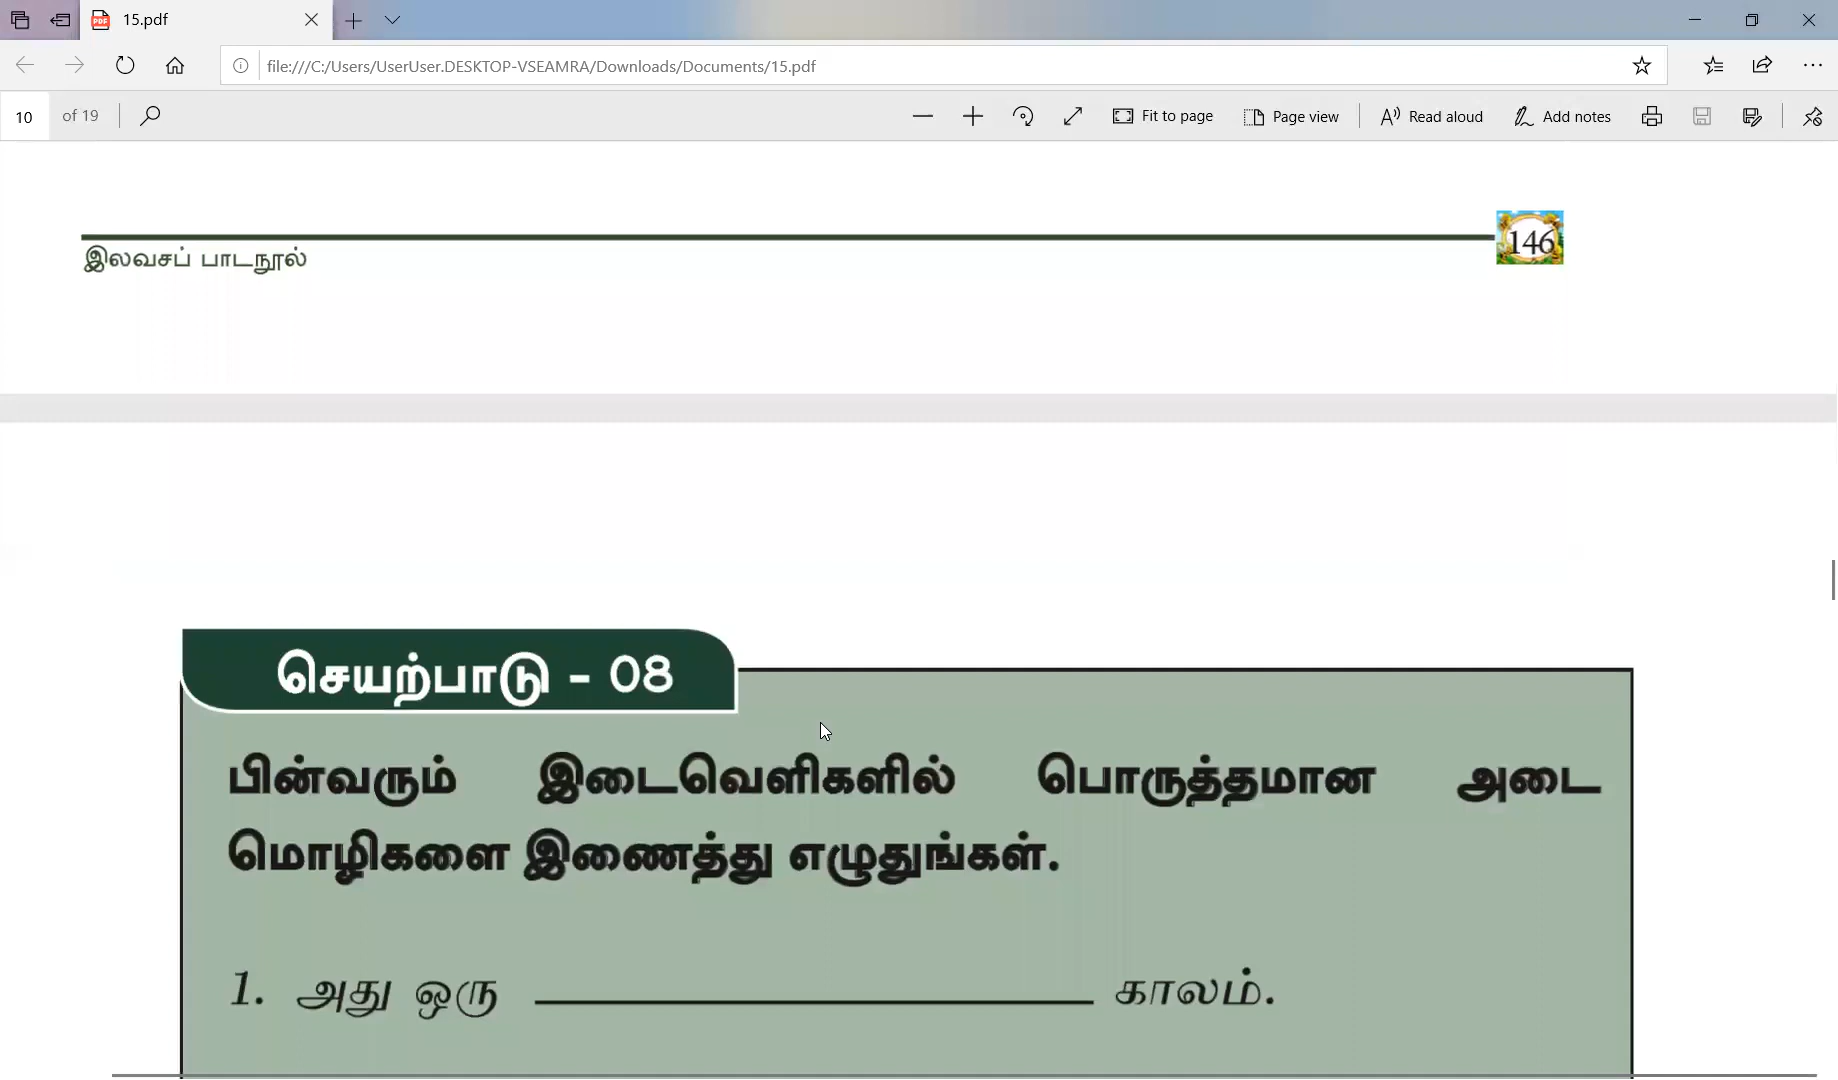 15.pdf
file:///C:/Users/UserUser.DESKTOP-VSEAMRA/Downloads/Documents/15.pdf
10 of 19 Fit to page Page view Read aloud Add notes
146
இலவசப் பாடநூல்
செயற்பாடு - 08
பின்வரும் இடைவெளிகளில் பொருத்தமான அடை
மொழிகளை இணைத்து எழுதுங்கள்.
1. அது ஒரு ____________________ காலம்.